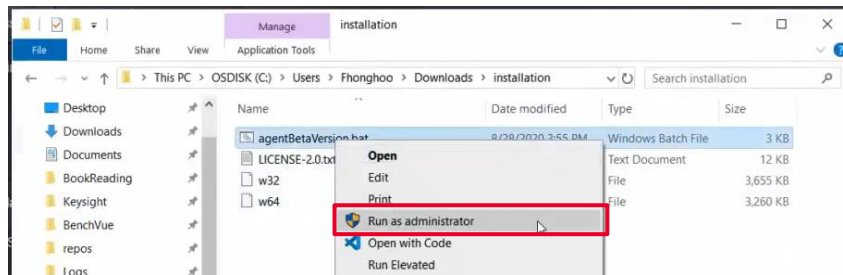 Manage
installation
File
Home
Share
View
Application Tools
This PC > OSDISK (C:) > Users > Fhonghoo > Downloads > installation
Search installation
Desktop
Downloads
Documents
BookReading
Keysight
BenchVue
repos
Logs
Name
Date modified
Type
Size
agentBetaVersion.bat 8/28/2020 3:55 PM Windows Batch File 3 KB
LICENSE-2.0.txt Text Document 12 KB
w32 File 3,655 KB
w64 File 3,260 KB
Open
Edit
Print
Run as administrator
Open with Code
Run Elevated